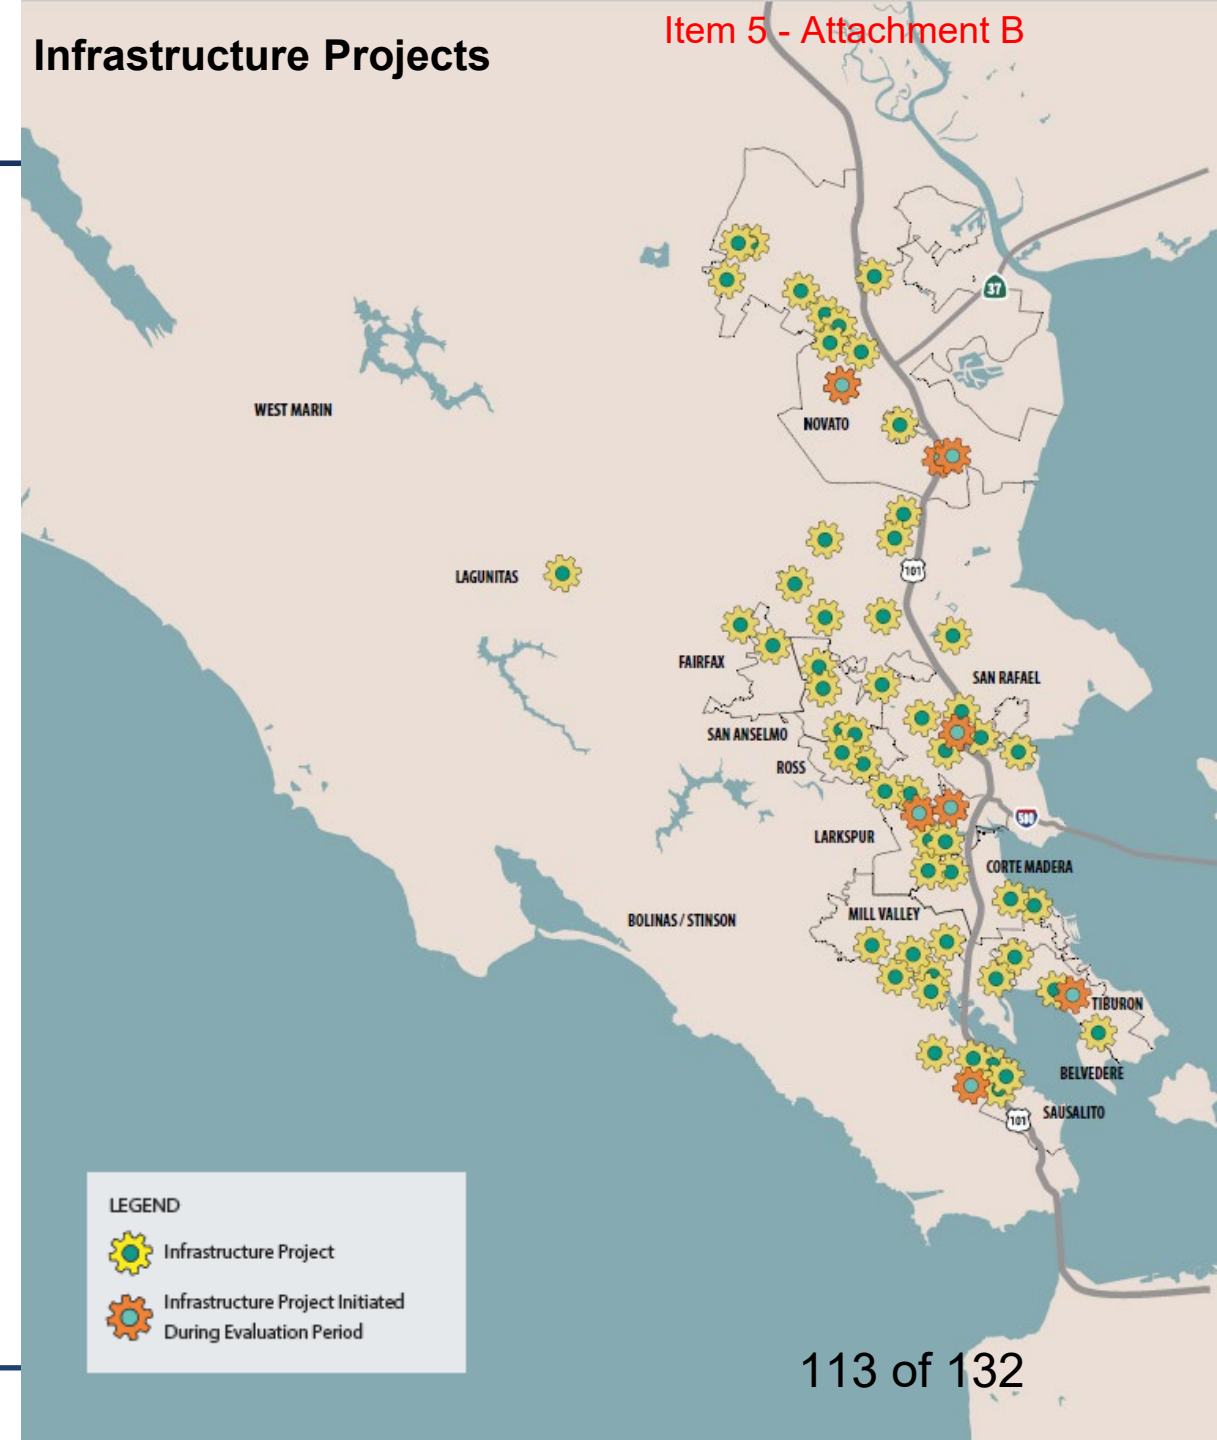 Item 5 - Attachment B
Infrastructure Projects
37
WEST MARIN
NOVATO
101
LAGUNITAS
FAIRFAX
SAN RAFAEL
SAN ANSELMO
ROSS
580
LARKSPUR
CORTE MADERA
MILL VALLEY
BOLINAS / STINSON
TIBURON
BELVEDERE
SAUSALITO
101
LEGEND
Infrastructure Project
Infrastructure Project Initiated
During Evaluation Period
113 of 132